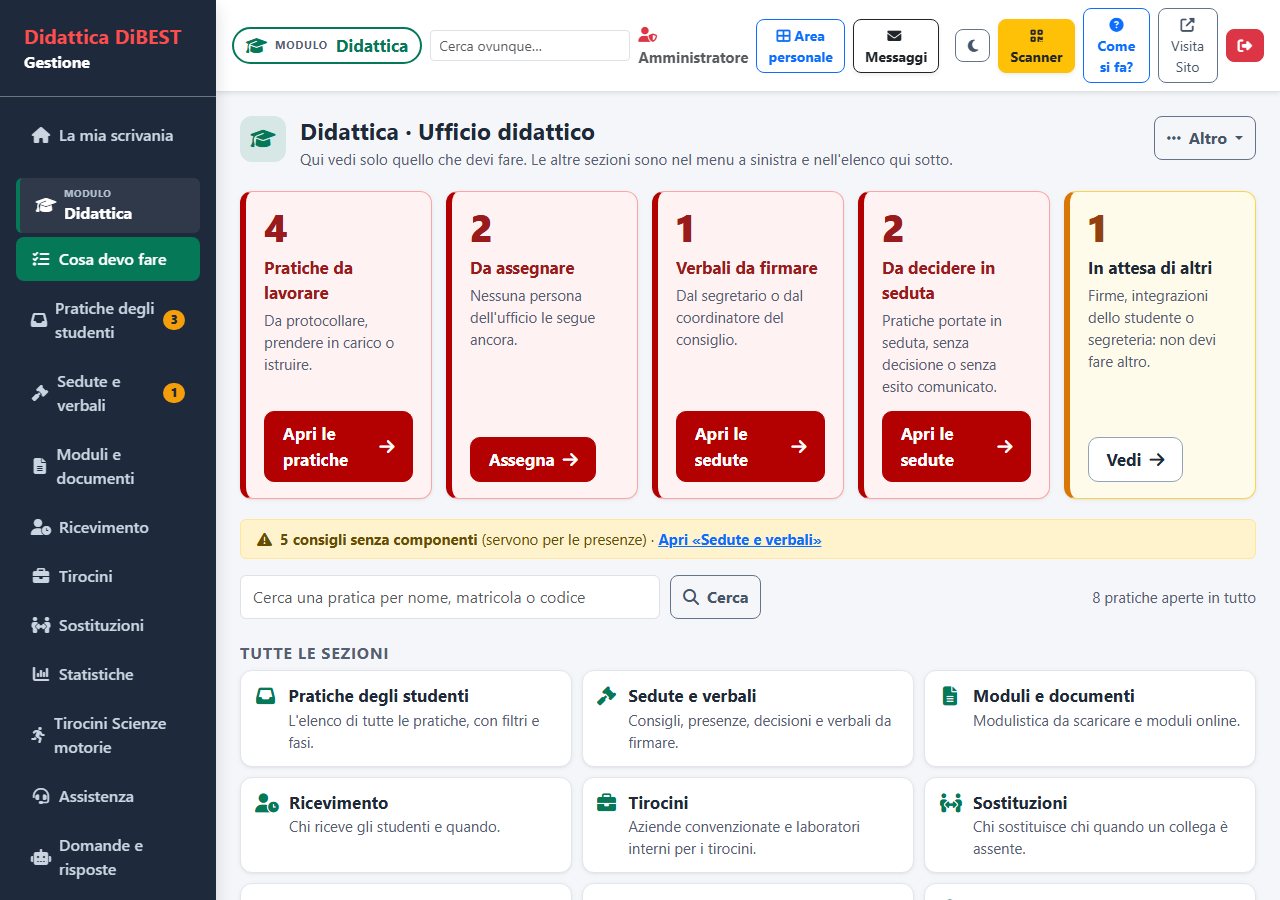 Didattica DiBEST
Gestione
La mia scrivania
MODULO
Didattica
Cosa devo fare
Pratiche degli
studenti
3
Sedute e
verbali
1
Moduli e
documenti
Ricevimento
Tirocini
Sostituzioni
Statistiche
Tirocini Scienze
motorie
Assistenza
Domande e
risposte
MODULO Didattica
Cerca ovunque...
Amministratore
Area
personale
Messaggi
Scanner
Come
si fa?
Visita
Sito
Didattica · Ufficio didattico
Qui vedi solo quello che devi fare. Le altre sezioni sono nel menu a sinistra e nell'elenco qui sotto.
Altro
4
Pratiche da
lavorare
Da protocollare,
prendere in carico o
istruire.
Apri le
pratiche
2
Da assegnare
Nessuna persona
dell'ufficio le segue
ancora.
Assegna
1
Verbali da firmare
Dal segretario o dal
coordinatore del
consiglio.
Apri le
sedute
2
Da decidere in
seduta
Pratiche portate in
seduta, senza
decisione o senza
esito comunicato.
Apri le
sedute
1
In attesa di altri
Firme, integrazioni
dello studente o
segreteria: non devi
fare altro.
Vedi
5 consigli senza componenti (servono per le presenze) · Apri «Sedute e verbali»
Cerca una pratica per nome, matricola o codice
Cerca
8 pratiche aperte in tutto
TUTTE LE SEZIONI
Pratiche degli studenti
L'elenco di tutte le pratiche, con filtri e
fasi.
Sedute e verbali
Consigli, presenze, decisioni e verbali da
firmare.
Moduli e documenti
Modulistica da scaricare e moduli online.
Ricevimento
Chi riceve gli studenti e quando.
Tirocini
Aziende convenzionate e laboratori
interni per i tirocini.
Sostituzioni
Chi sostituisce chi quando un collega è
assente.